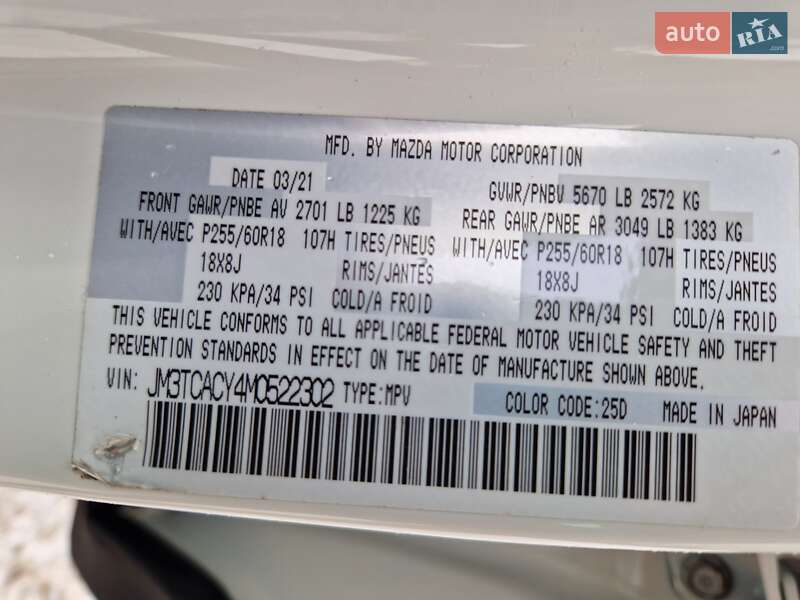 auto RIA.com
MFD. BY MAZDA MOTOR CORPORATION
DATE 03/21 GVWR/PNBV 5670 LB 2572 KG
FRONT GAWR/PNBE AV 2701 LB 1225 KG REAR GAWR/PNBE AR 3049 LB 1383 KG
WITH/AVEC P255/60R18 107H TIRES/PNEUS WITH/AVEC P255/60R18 107H TIRES/PNEUS
18X8J RIMS/JANTES 18X8J RIMS/JANTES
230 KPA/34 PSI COLD/A FROID 230 KPA/34 PSI COLD/A FROID
THIS VEHICLE CONFORMS TO ALL APPLICABLE FEDERAL MOTOR VEHICLE SAFETY AND THEFT
PREVENTION STANDARDS IN EFFECT ON THE DATE OF MANUFACTURE SHOWN ABOVE.
VIN: JM3TCACY4M0522302 TYPE:MPV COLOR CODE:25D MADE IN JAPAN